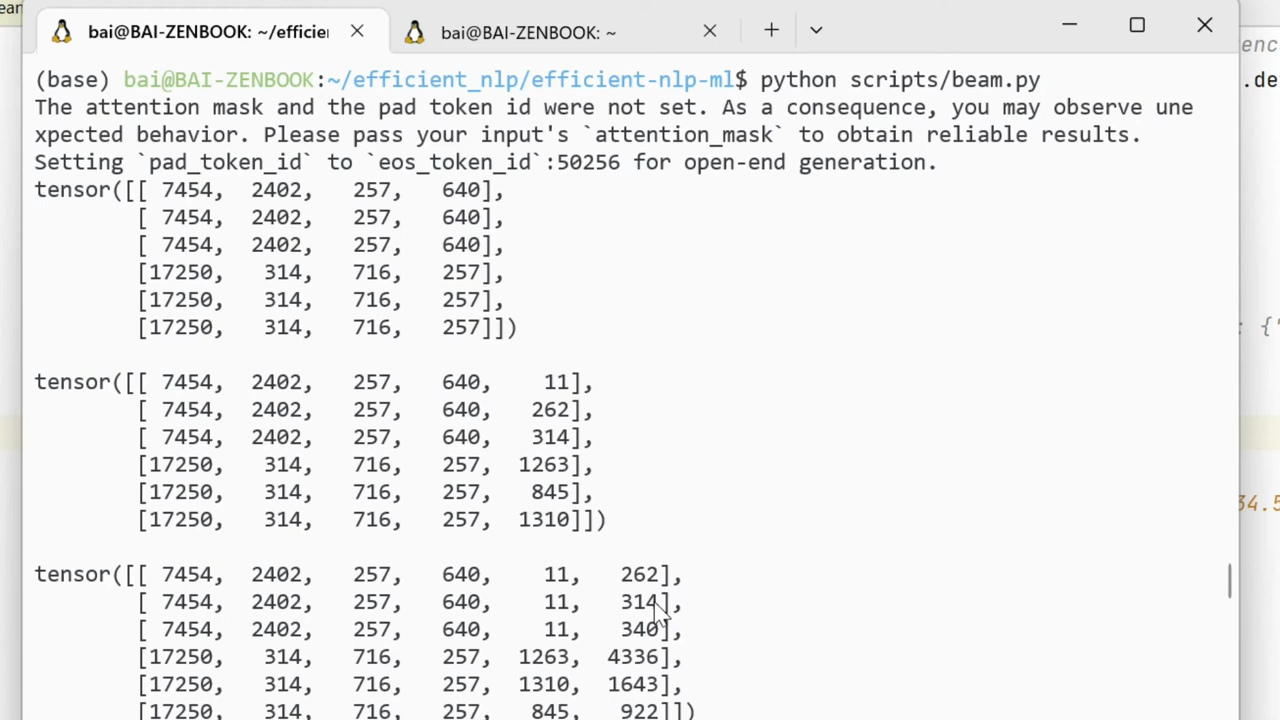 ean
bai@BAI-ZENBOOK: ~/efficien
bai@BAI-ZENBOOK: ~
enc
(base) bai@BAI-ZENBOOK:~/efficient_nlp/efficient-nlp-ml$ python scripts/beam.py
.de
The attention mask and the pad token id were not set. As a consequence, you may observe une
xpected behavior. Please pass your input's `attention_mask` to obtain reliable results.
Setting `pad_token_id` to `eos_token_id`:50256 for open-end generation.
tensor([[ 7454, 2402, 257, 640],
[ 7454, 2402, 257, 640],
[ 7454, 2402, 257, 640],
[17250, 314, 716, 257],
[17250, 314, 716, 257],
[17250, 314, 716, 257]])
: {'
tensor([[ 7454, 2402, 257, 640, 11],
[ 7454, 2402, 257, 640, 262],
[ 7454, 2402, 257, 640, 314],
[17250, 314, 716, 257, 1263],
[17250, 314, 716, 257, 845],
34.5
[17250, 314, 716, 257, 1310]])
tensor([[ 7454, 2402, 257, 640, 11, 262],
[ 7454, 2402, 257, 640, 11, 314],
[ 7454, 2402, 257, 640, 11, 340],
[17250, 314, 716, 257, 1263, 4336],
[17250, 314, 716, 257, 1310, 1643],
[17250, 314, 716, 257, 845, 922]])